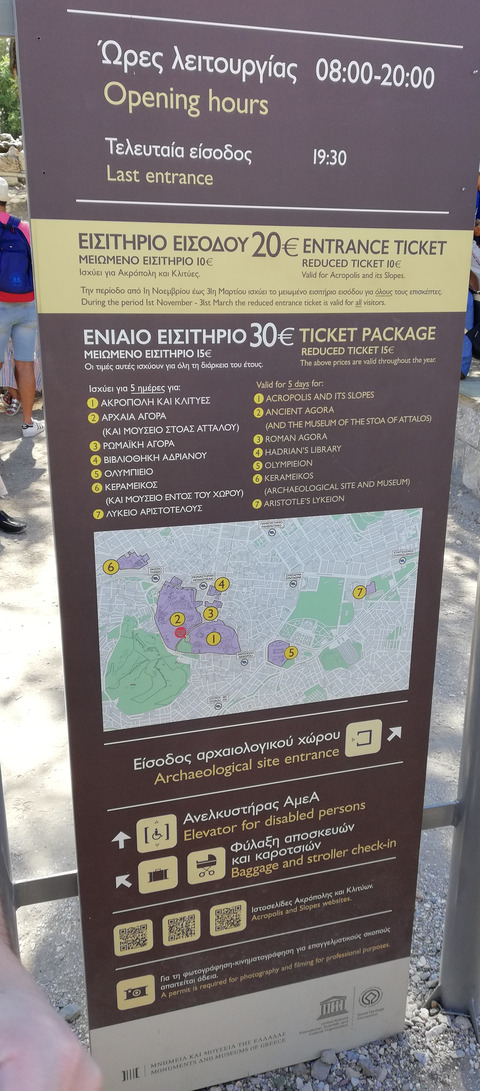 Ώρες λειτουργίας 08:00-20:00
Opening hours
Τελευταία είσοδος 19:30
Last entrance
ΕΙΣΙΤΗΡΙΟ ΕΙΣΟΔΟΥ 20€ ENTRANCE TICKET
ΜΕΙΩΜΕΝΟ ΕΙΣΙΤΗΡΙΟ 10€ REDUCED TICKET 10€
Ισχύει για Ακρόπολη και Κλιτύες. Valid for Acropolis and its Slopes.
Την περίοδο από 1η Νοεμβρίου έως 31η Μαρτίου ισχύει το μειωμένο εισιτήριο εισόδου για όλους τους επισκέπτες.
During the period 1st November - 31st March the reduced entrance ticket is valid for all visitors.
ΕΝΙΑΙΟ ΕΙΣΙΤΗΡΙΟ 30€ TICKET PACKAGE
ΜΕΙΩΜΕΝΟ ΕΙΣΙΤΗΡΙΟ 15€ REDUCED TICKET 15€
Οι τιμές αυτές ισχύουν για όλη τη διάρκεια του έτους. The above prices are valid throughout the year.
Ισχύει για 5 ημέρες για:
1 ΑΚΡΟΠΟΛΗ ΚΑΙ ΚΛΙΤΥΕΣ
2 ΑΡΧΑΙΑ ΑΓΟΡΑ
(ΚΑΙ ΜΟΥΣΕΙΟ ΣΤΟΑΣ ΑΤΤΑΛΟΥ)
3 ΡΩΜΑΪΚΗ ΑΓΟΡΑ
4 ΒΙΒΛΙΟΘΗΚΗ ΑΔΡΙΑΝΟΥ
5 ΟΛΥΜΠΙΕΙΟ
6 ΚΕΡΑΜΕΙΚΟΣ
(ΚΑΙ ΜΟΥΣΕΙΟ ΕΝΤΟΣ ΤΟΥ ΧΩΡΟΥ)
7 ΛΥΚΕΙΟ ΑΡΙΣΤΟΤΕΛΟΥΣ
Valid for 5 days for:
1 ACROPOLIS AND ITS SLOPES
2 ANCIENT AGORA
(AND THE MUSEUM OF THE STOA OF ATTALOS)
3 ROMAN AGORA
4 HADRIAN'S LIBRARY
5 OLYMPIEION
6 KERAMEIKOS
(ARCHAEOLOGICAL SITE AND MUSEUM)
7 ARISTOTLE'S LYKEION
6
4
3
2
1
7
5
Είσοδος αρχαιολογικού χώρου
Archaeological site entrance
Ανελκυστήρας ΑμεΑ
Elevator for disabled persons
Φύλαξη αποσκευών
και καροτσιών
Baggage and stroller check-in
Ιστοσελίδες Ακρόπολης και Κλιτύων.
Acropolis and Slopes websites.
Για τη φωτογράφηση-κινηματογράφηση για επαγγελματικούς σκοπούς
απαιτείται άδεια.
A permit is required for photography and filming for professional purposes.
ΜΝΗΜΕΙΑ ΚΑΙ ΜΟΥΣΕΙΑ ΤΗΣ ΕΛΛΑΔΑΣ
MONUMENTS AND MUSEUMS OF GREECE